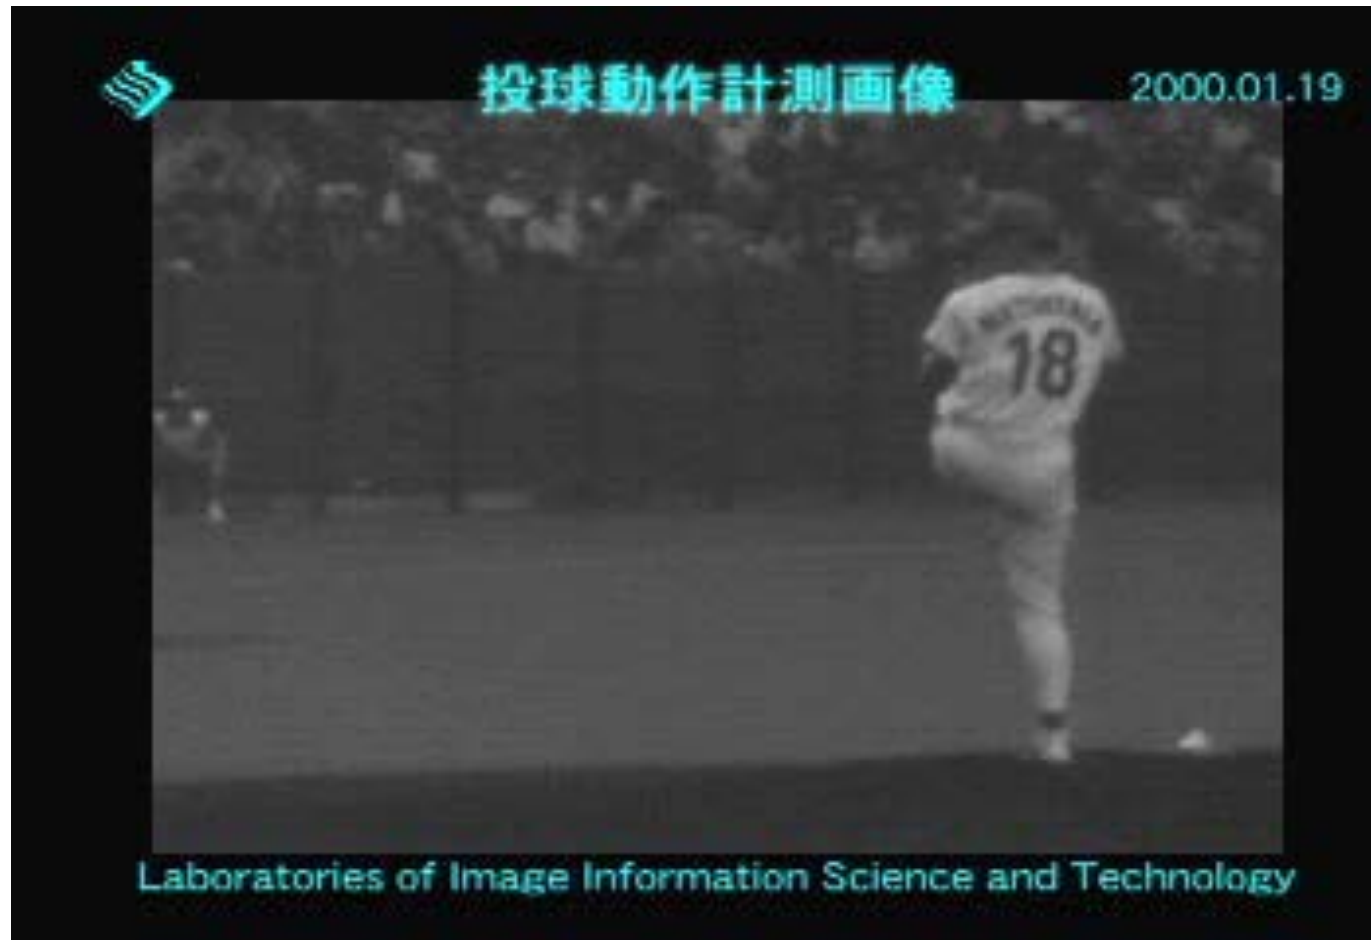 投球動作計測画像
2000.01.19
18
Laboratories of Image Information Science and Technology